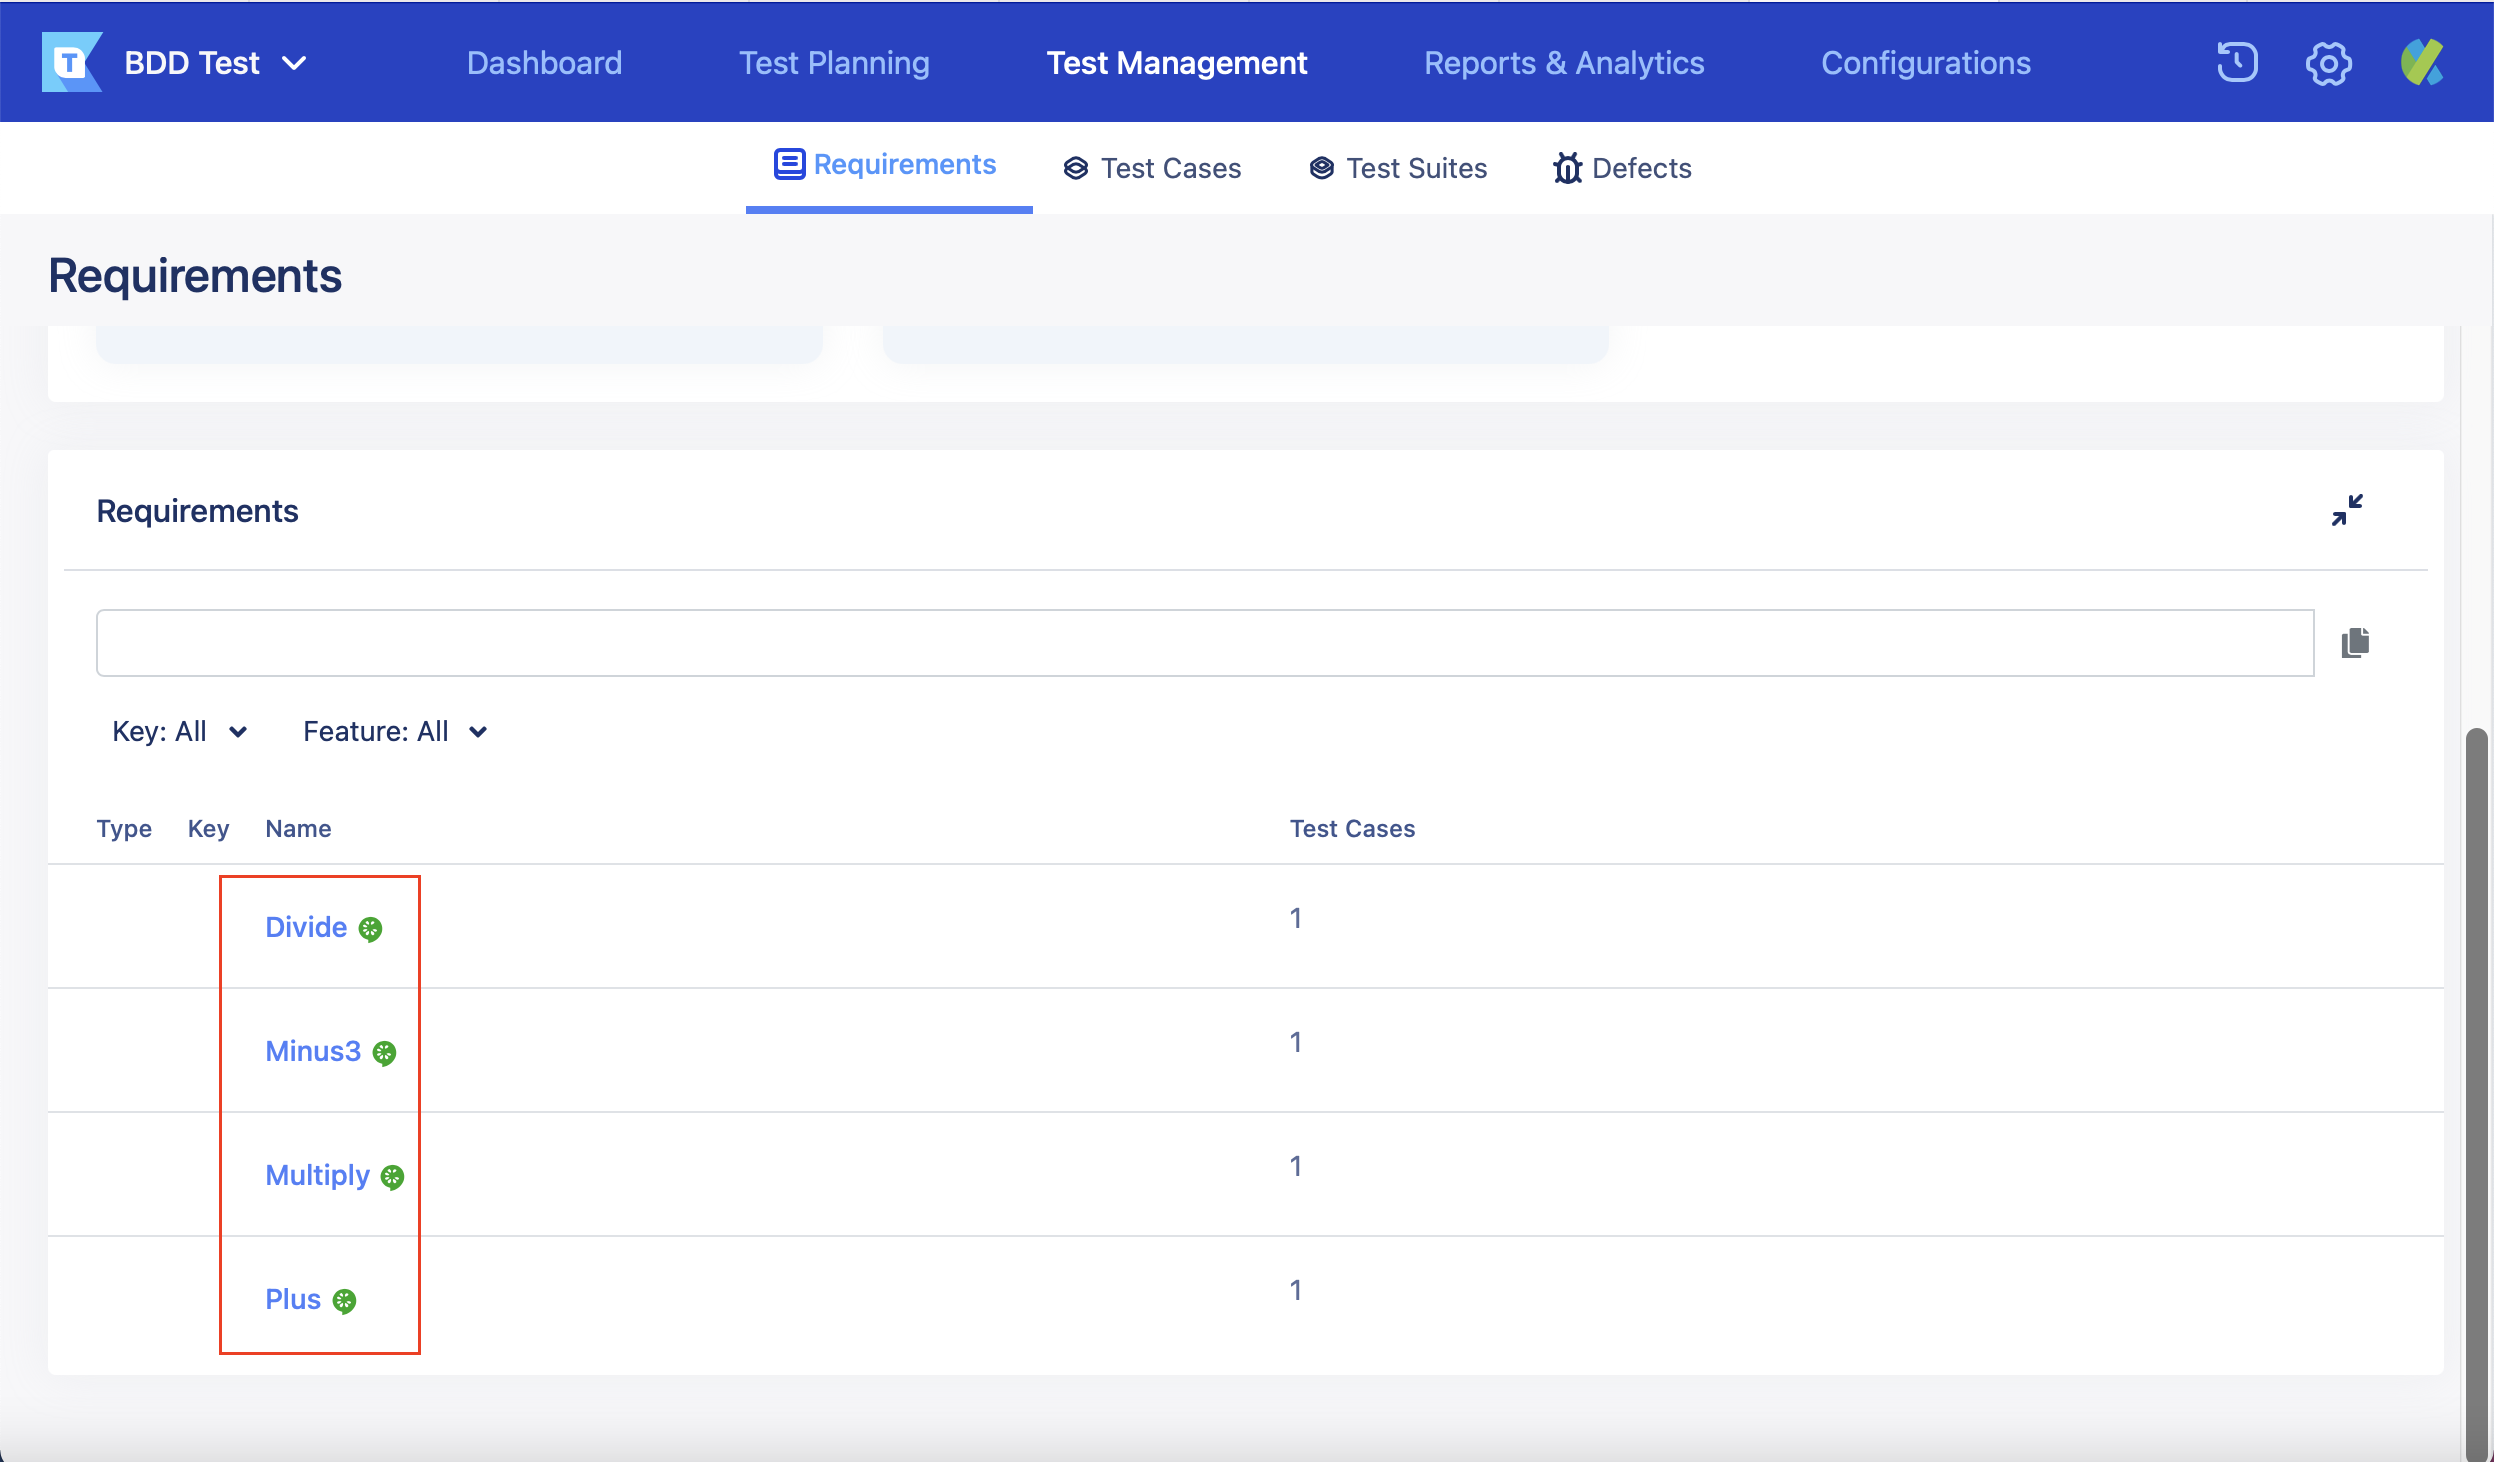 T BDD Test Dashboard Test Planning Test Management Reports & Analytics Configurations
Requirements Test Cases Test Suites Defects
Requirements
Requirements
Key: All Feature: All
Type Key Name Test Cases
Divide 1
Minus3 1
Multiply 1
Plus 1